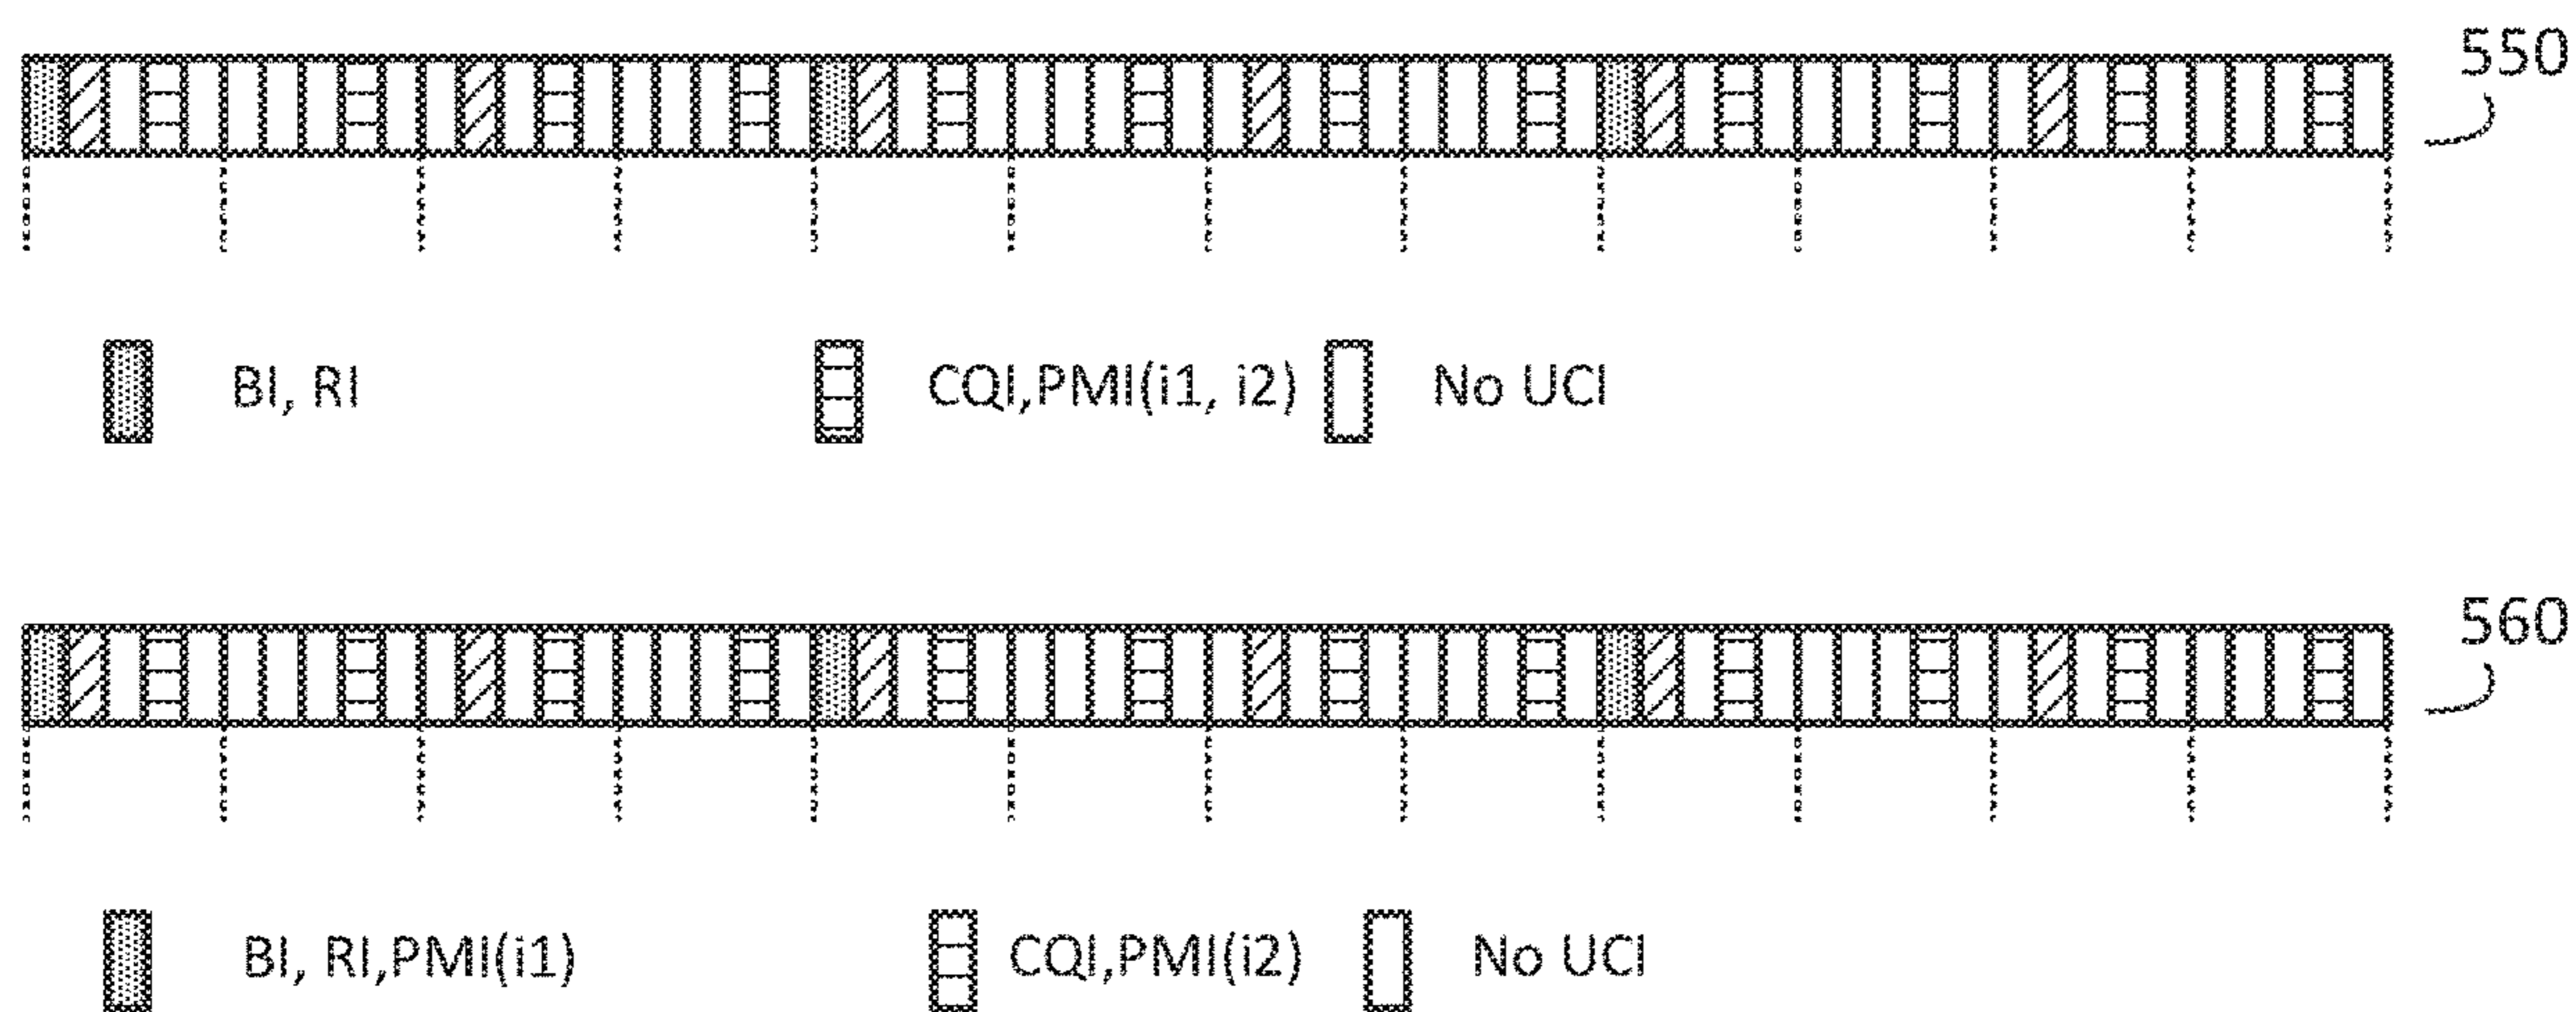 550
BI, RI
CQI,PMI(i1, i2)
No UCI
560
BI, RI,PMI(i1)
CQI,PMI(i2)
No UCI